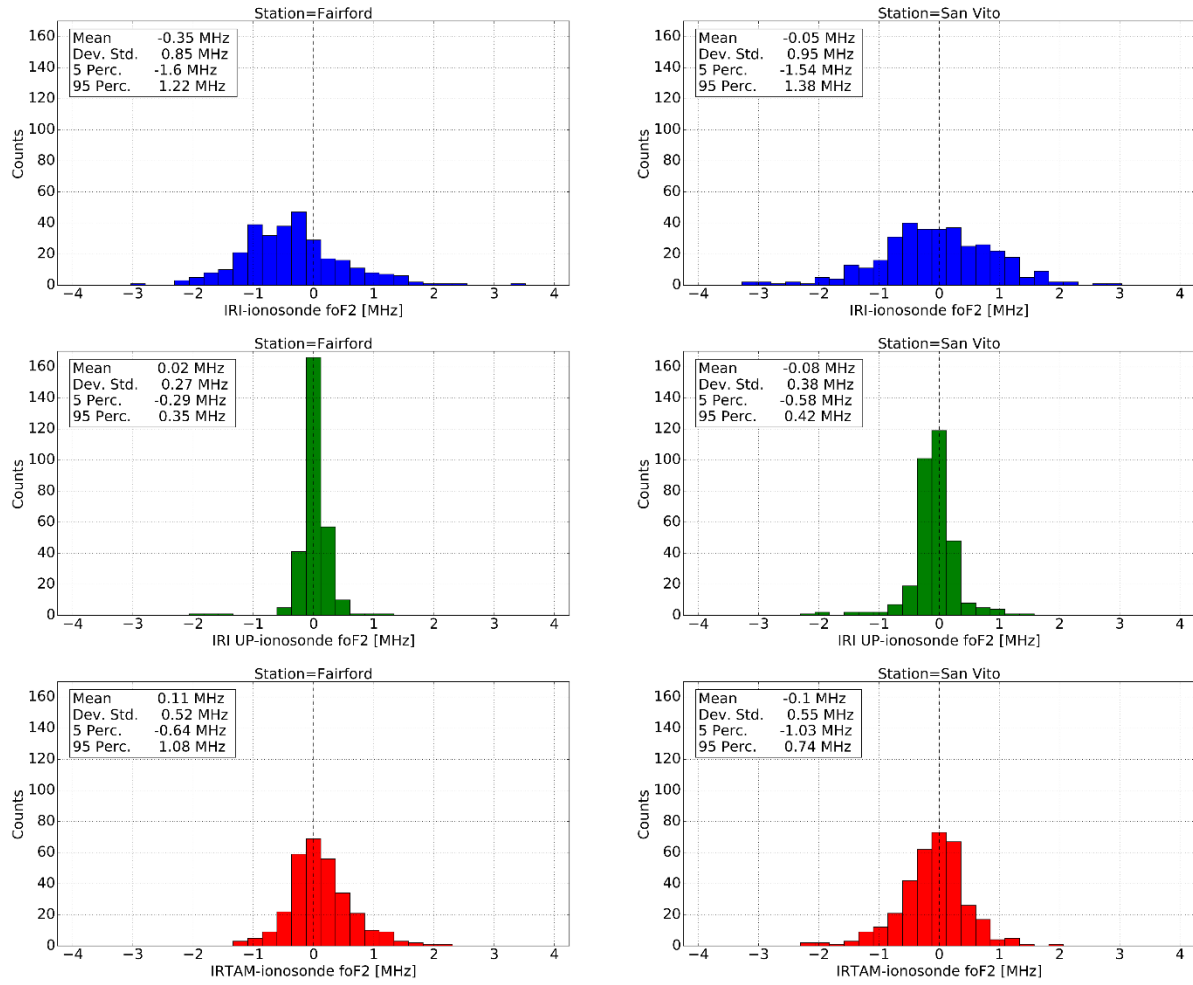 Station=Fairford
Mean -0.35 MHz
Dev. Std. 0.85 MHz
5 Perc. -1.6 MHz
95 Perc. 1.22 MHz
Counts
160
140
120
100
80
60
40
20
0
−4 −3 −2 −1 0 1 2 3 4
IRI-ionosonde foF2 [MHz]
Station=San Vito
Mean -0.05 MHz
Dev. Std. 0.95 MHz
5 Perc. -1.54 MHz
95 Perc. 1.38 MHz
Counts
160
140
120
100
80
60
40
20
0
−4 −3 −2 −1 0 1 2 3 4
IRI-ionosonde foF2 [MHz]
Station=Fairford
Mean 0.02 MHz
Dev. Std. 0.27 MHz
5 Perc. -0.29 MHz
95 Perc. 0.35 MHz
Counts
160
140
120
100
80
60
40
20
0
−4 −3 −2 −1 0 1 2 3 4
IRI UP-ionosonde foF2 [MHz]
Station=San Vito
Mean -0.08 MHz
Dev. Std. 0.38 MHz
5 Perc. -0.58 MHz
95 Perc. 0.42 MHz
Counts
160
140
120
100
80
60
40
20
0
−4 −3 −2 −1 0 1 2 3 4
IRI UP-ionosonde foF2 [MHz]
Station=Fairford
Mean 0.11 MHz
Dev. Std. 0.52 MHz
5 Perc. -0.64 MHz
95 Perc. 1.08 MHz
Counts
160
140
120
100
80
60
40
20
0
−4 −3 −2 −1 0 1 2 3 4
IRTAM-ionosonde foF2 [MHz]
Station=San Vito
Mean -0.1 MHz
Dev. Std. 0.55 MHz
5 Perc. -1.03 MHz
95 Perc. 0.74 MHz
Counts
160
140
120
100
80
60
40
20
0
−4 −3 −2 −1 0 1 2 3 4
IRTAM-ionosonde foF2 [MHz]